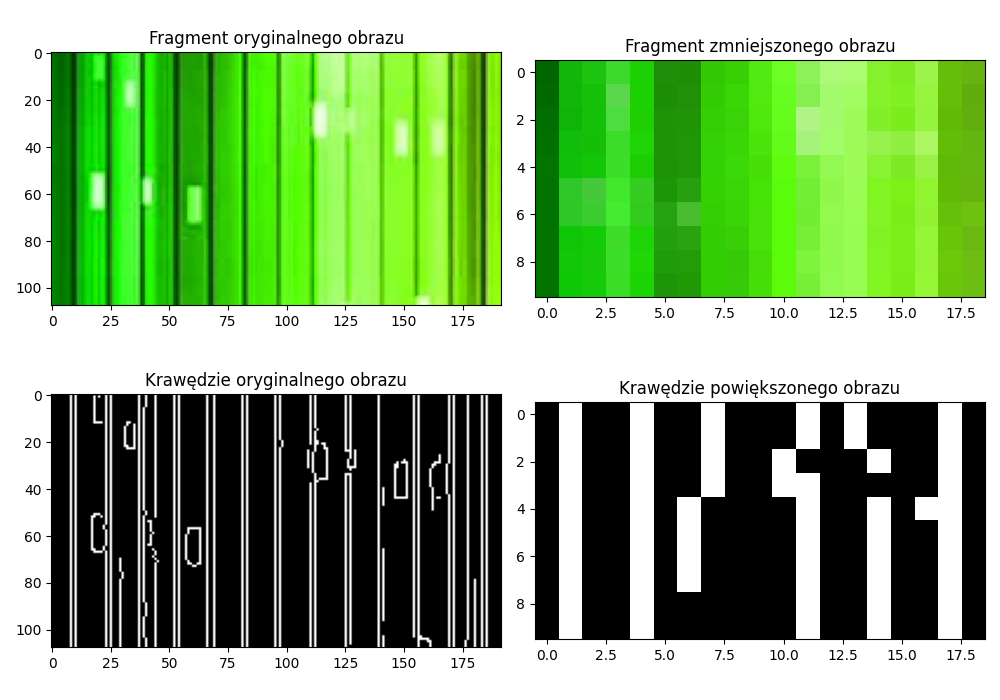 Fragment oryginalnego obrazu
0
20
40
60
80
100
0 25 50 75 100 125 150 175
Fragment zmniejszonego obrazu
0
2
4
6
8
0.0 2.5 5.0 7.5 10.0 12.5 15.0 17.5
Krawędzie oryginalnego obrazu
0
20
40
60
80
100
0 25 50 75 100 125 150 175
Krawędzie powiększonego obrazu
0
2
4
6
8
0.0 2.5 5.0 7.5 10.0 12.5 15.0 17.5